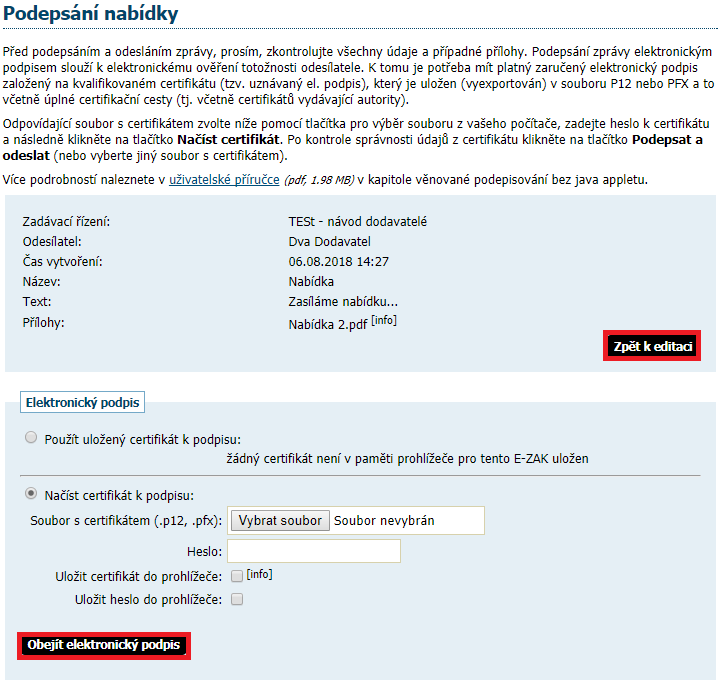 Podepsání nabídky
Před podepsáním a odesláním zprávy, prosím, zkontrolujte všechny údaje a případné přílohy. Podepsání zprávy elektronickým
podpisem slouží k elektronickému ověření totožnosti odesílatele. K tomu je potřeba mít platný zaručený elektronický podpis
založený na kvalifikovaném certifikátu (tzv. uznávaný el. podpis), který je uložen (vyexportován) v souboru P12 nebo PFX a to
včetně úplné certifikační cesty (tj. včetně certifikátů vydávající autority).
Odpovídající soubor s certifikátem zvolte níže pomocí tlačítka pro výběr souboru z vašeho počítače, zadejte heslo k certifikátu
a následně klikněte na tlačítko Načíst certifikát. Po kontrole správnosti údajů z certifikátu klikněte na tlačítko Podepsat a
odeslat (nebo vyberte jiný soubor s certifikátem).
Více podrobností naleznete v uživatelské příručce (pdf, 1.98 MB) v kapitole věnované podepisování bez java appletu.
Zadávací řízení: TESt - návod dodavatelé
Odesílatel: Dva Dodavatel
Čas vytvoření: 06.08.2018 14:27
Název: Nabídka
Text: Zasíláme nabídku...
Přílohy: Nabídka 2.pdf [info]
Zpět k editaci
Elektronický podpis
Použít uložený certifikát k podpisu:
žádný certifikát není v paměti prohlížeče pro tento E-ZAK uložen
Načíst certifikát k podpisu:
Soubor s certifikátem (.p12, .pfx): Vybrat soubor Soubor nevybrán
Heslo:
Uložit certifikát do prohlížeče: [info]
Uložit heslo do prohlížeče:
Obejít elektronický podpis